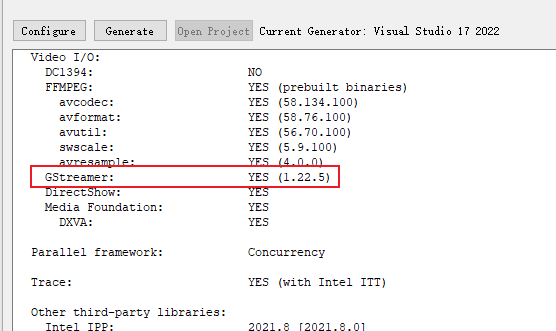 Configure Generate Open Project Current Generator: Visual Studio 17 2022
Video I/O:
DC1394: NO
FFMPEG: YES (prebuilt binaries)
avcodec: YES (58.134.100)
avformat: YES (58.76.100)
avutil: YES (56.70.100)
swscale: YES (5.9.100)
avresample: YES (4.0.0)
GStreamer: YES (1.22.5)
DirectShow: YES
Media Foundation: YES
DXVA: YES
Parallel framework: Concurrency
Trace: YES (with Intel ITT)
Other third-party libraries:
Intel IPP: 2021.8 [2021.8.0]